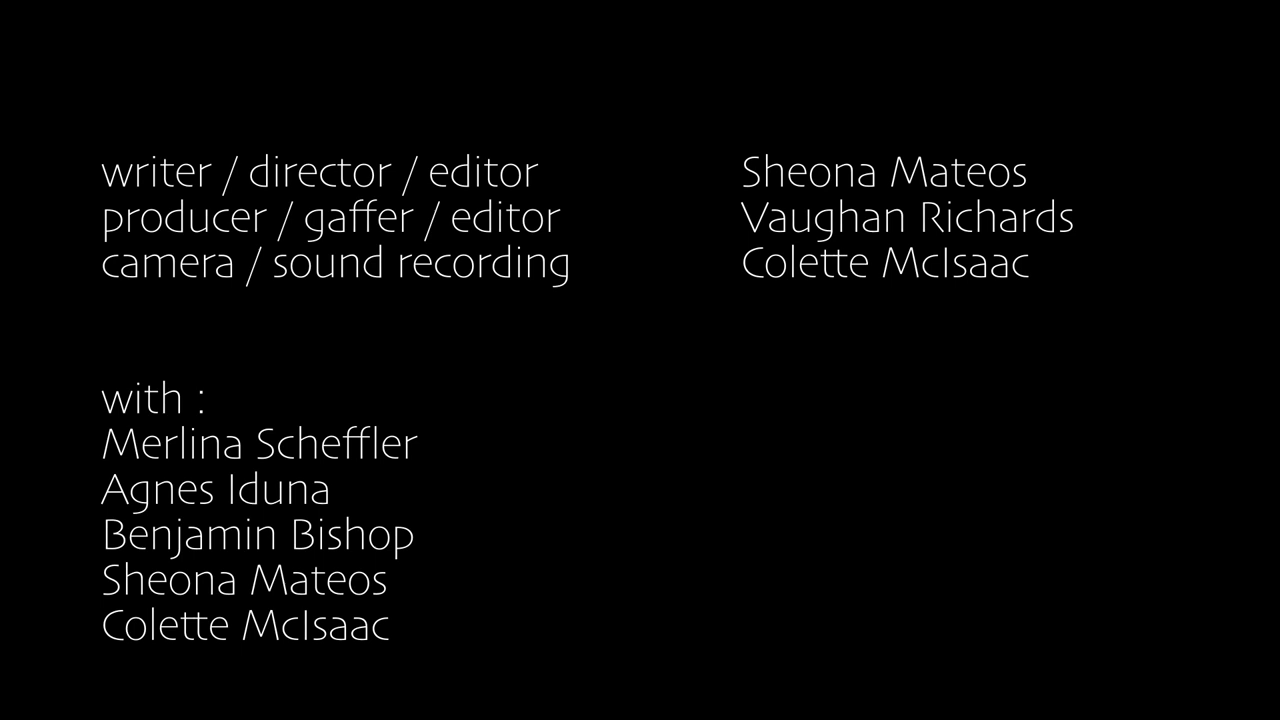 writer / director / editor Sheona Mateos
producer / gaffer / editor Vaughan Richards
camera / sound recording Colette McIsaac
with :
Merlina Scheffler
Agnes Iduna
Benjamin Bishop
Sheona Mateos
Colette McIsaac